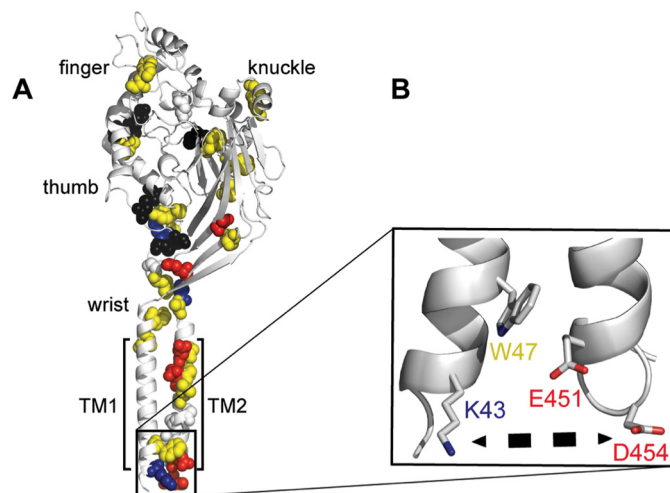 finger
knuckle
A
B
thumb
wrist
W47
E451
TM1
TM2
K43
D454